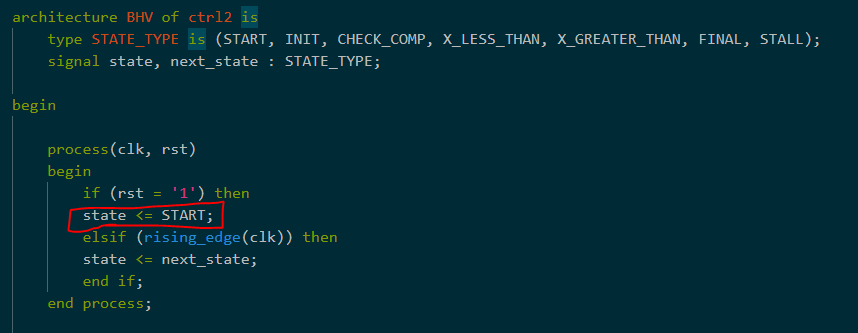 architecture BHV of ctrl2 is
type STATE_TYPE is (START, INIT, CHECK_COMP, X_LESS_THAN, X_GREATER_THAN, FINAL, STALL);
signal state, next_state : STATE_TYPE;
begin
process(clk, rst)
begin
if (rst = '1') then
state <= START;
elsif (rising_edge(clk)) then
state <= next_state;
end if;
end process;